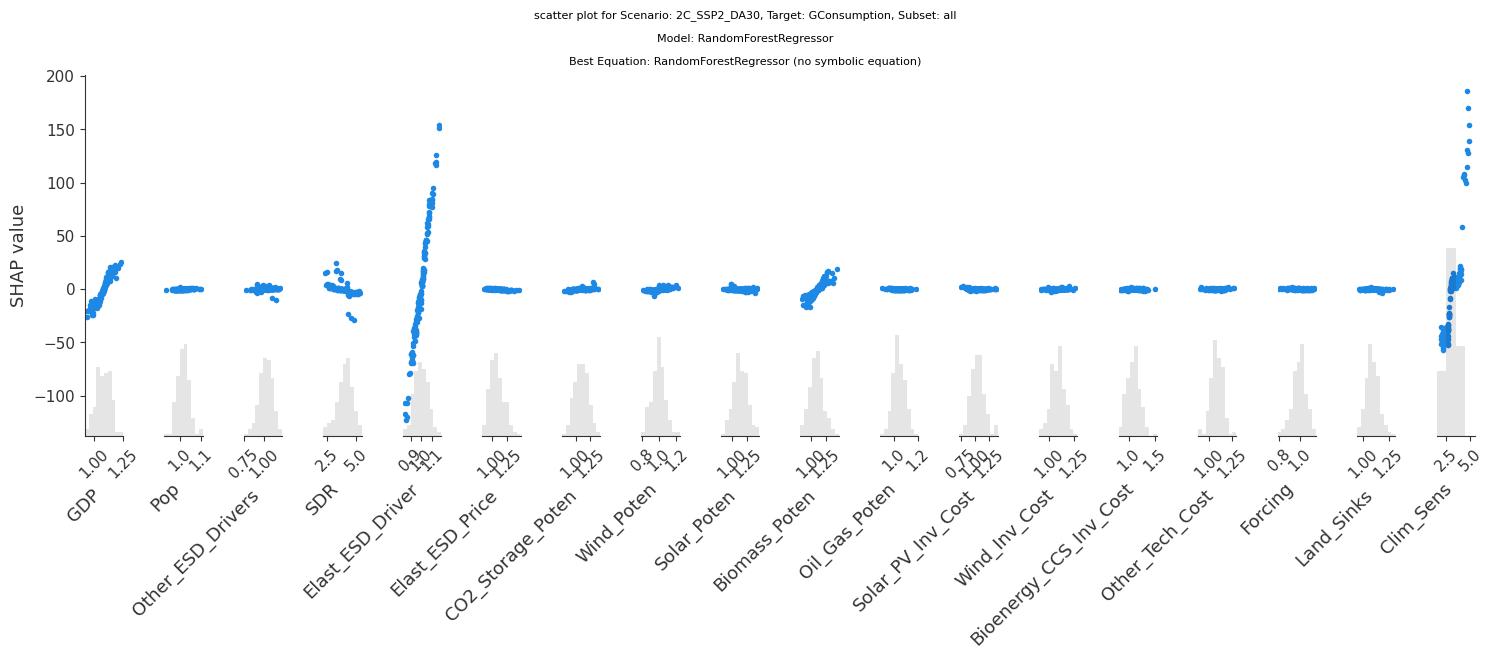 scatter plot for Scenario: 2C_SSP2_DA30, Target: GConsumption, Subset: all
Model: RandomForestRegressor
Best Equation: RandomForestRegressor (no symbolic equation)
SHAP value
200
150
100
50
0
−50
−100
1.00 1.25
1.0 1.1
0.75 1.00
2.5 5.0
0.9 1.0 1.1
1.00 1.25
1.00 1.25
0.8 1.0 1.2
1.00 1.25
1.00 1.25
1.0 1.2
0.75 1.00 1.25
1.00 1.25
1.0 1.5
1.00 1.25
0.8 1.0
1.00 1.25
2.5 5.0
GDP
Pop
Other_ESD_Drivers
SDR
Elast_ESD_Driver
Elast_ESD_Price
CO2_Storage_Poten
Wind_Poten
Solar_Poten
Biomass_Poten
Oil_Gas_Poten
Solar_PV_Inv_Cost
Wind_Inv_Cost
Bioenergy_CCS_Inv_Cost
Other_Tech_Cost
Forcing
Land_Sinks
Clim_Sens